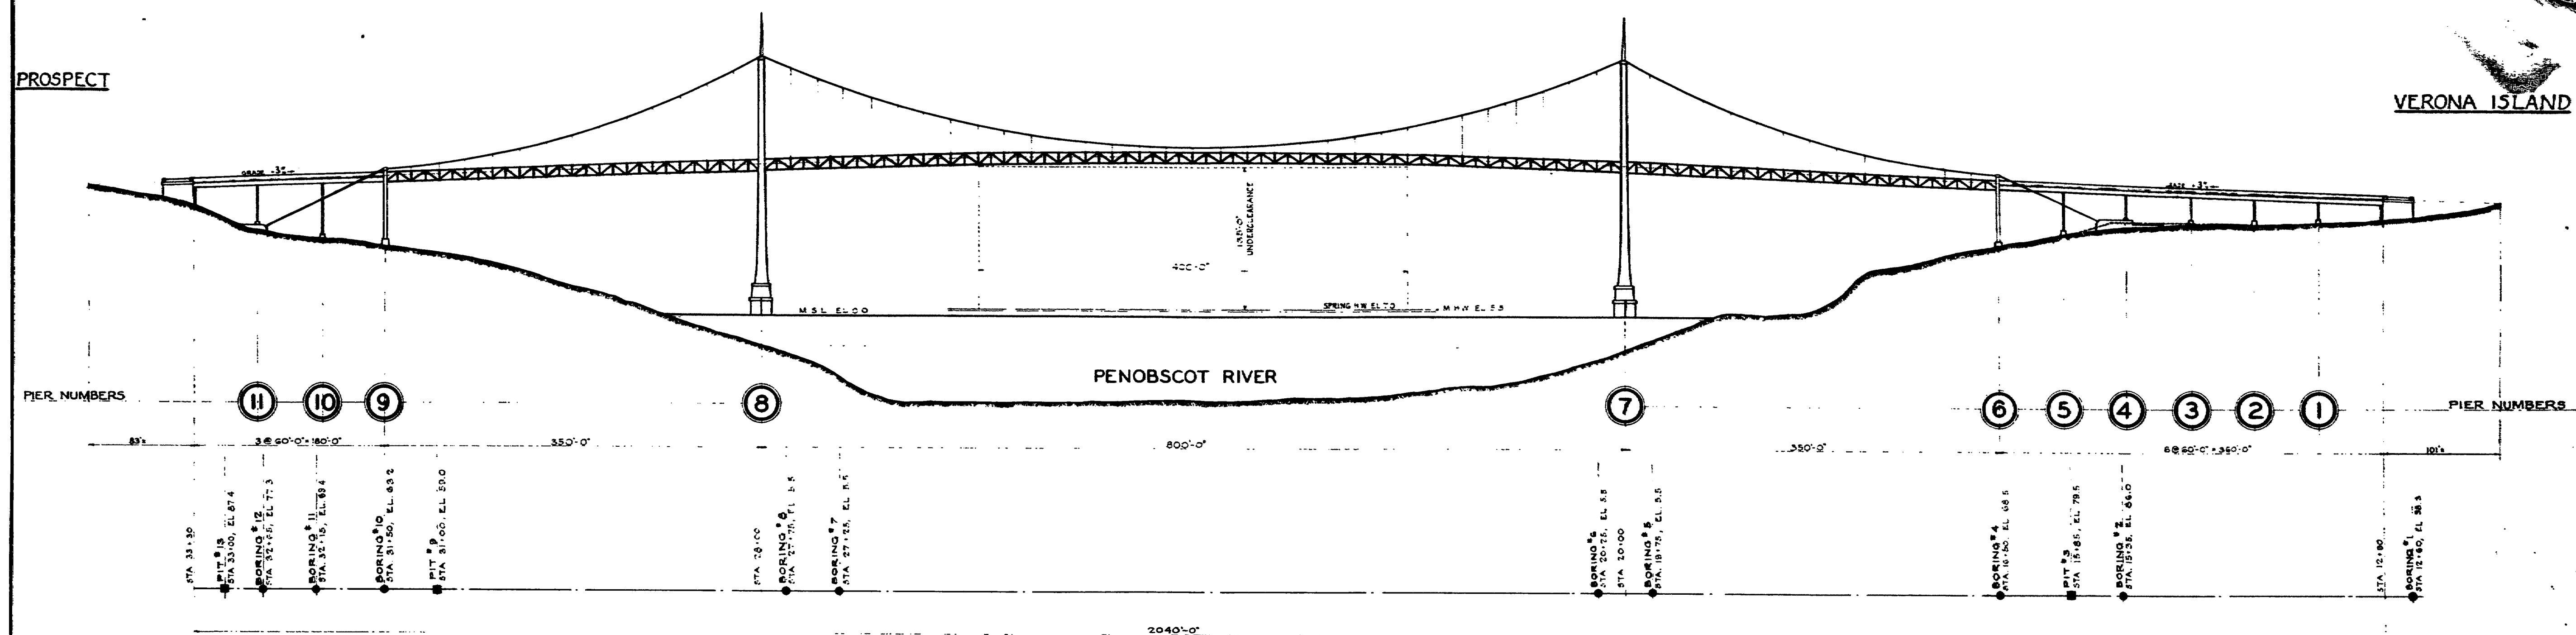 PROSPECT
VERONA ISLAND
GRADE -3%
135'-0"
UNDERCLEARANCE
400'-0"
M.S.L. EL 0.0
SPRING H.W. EL 7.0
M.H.W. EL 5.5
PENOBSCOT RIVER
PIER NUMBERS
11 10 9 8 7 6 5 4 3 2 1
PIER NUMBERS
83'±
3 @ 60'-0" = 180'-0"
350'-0"
800'-0"
350'-0"
6 @ 60'-0" = 360'-0"
101'±
STA 33+30
PIT #13
STA 33+00, EL 87.4
BORING #12
STA 32+65, EL 77.3
BORING #11
STA. 32+15, EL. 69.4
BORING #10
STA 31+50, EL. 63.2
PIT #9
STA 31+00, EL 59.0
STA 28+00
BORING #8
STA 27+75, EL 5.5
BORING #7
STA 27+25, EL 5.5
BORING #6
STA 20+25, EL 5.5
STA 20+00
BORING #5
STA. 19+75, EL. 5.5
BORING #4
STA. 16+50, EL 68.5
PIT #3
STA 15+85, EL 79.5
BORING #2
STA. 15+35, EL 86.0
STA. 12+90
BORING #1
STA 12+60, EL 98.3
2040'-0"